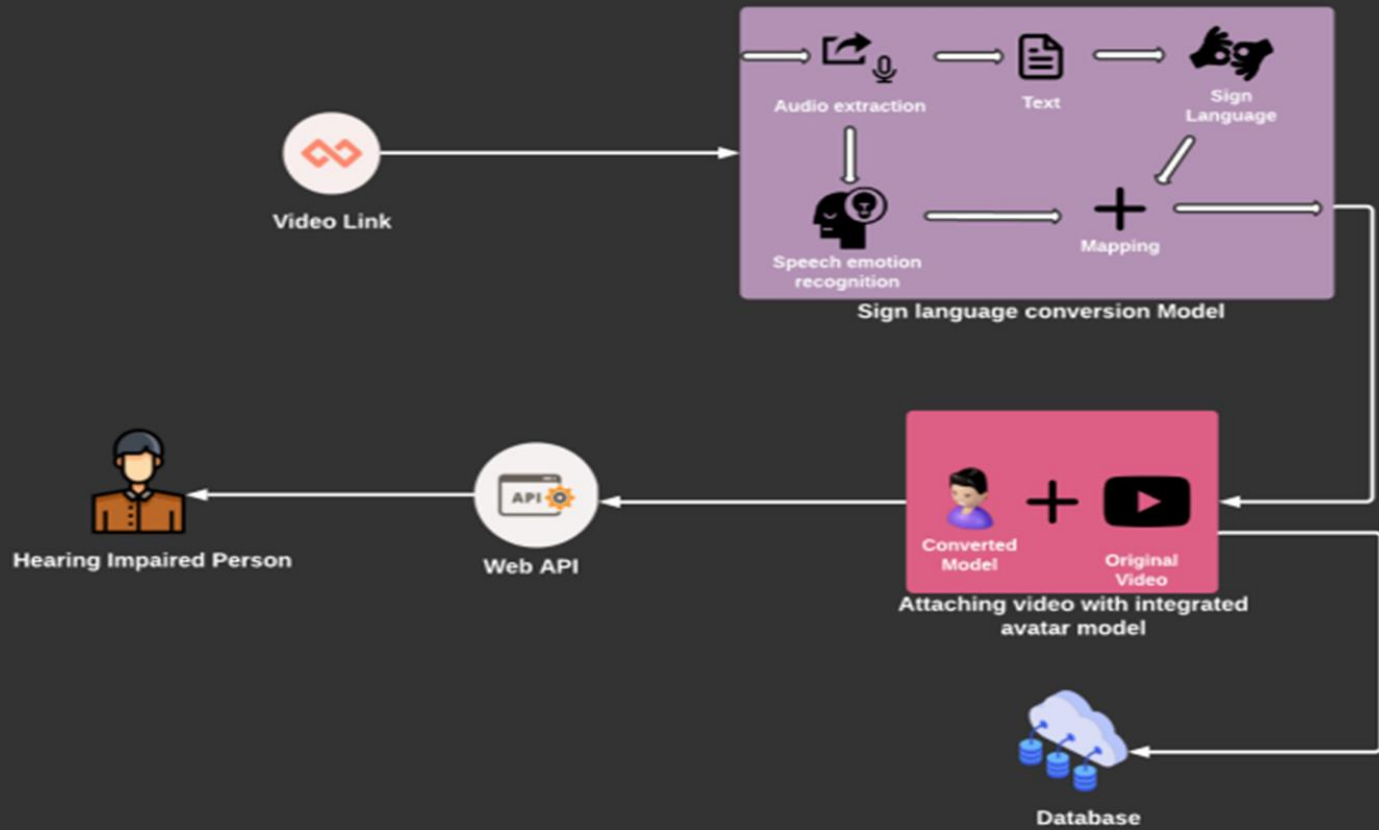 Audio extraction
Text
Sign
Language
Video Link
Speech emotion
recognition
Mapping
Sign language conversion Model
Hearing Impaired Person
API
Web API
Converted
Model
Original
Video
Attaching video with integrated
avatar model
Database